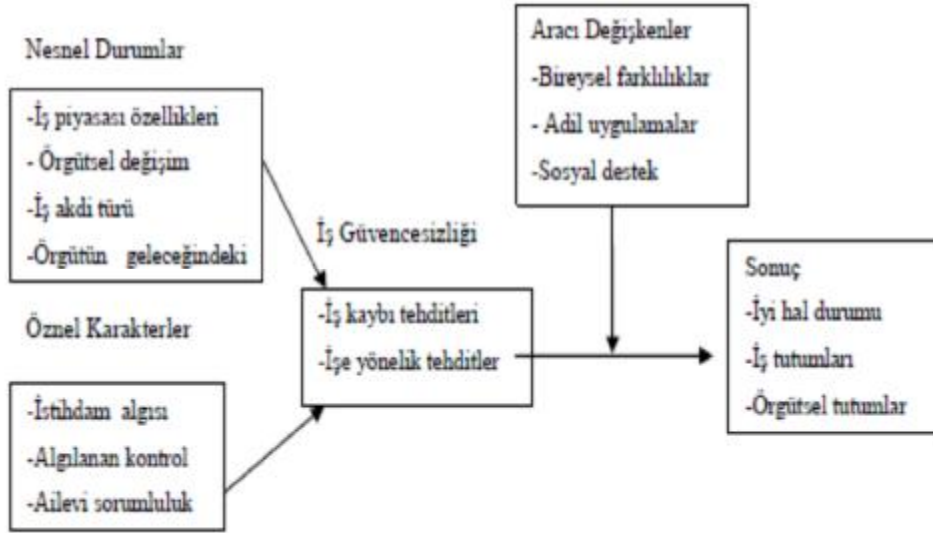 Nesnel Durumlar
-İş piyasası özellikleri
- Örgütsel değişim
-İş akdi türü
-Örgütün geleceğindeki
Öznel Karakterler
-İstihdam algısı
-Algılanan kontrol
-Ailevi sorumluluk
İş Güvencesizliği
-İş kaybı tehditleri
-İşe yönelik tehditler
Aracı Değişkenler
-Bireysel farklılıklar
- Adil uygulamalar
-Sosyal destek
Sonuç
-İyi hal durumu
-İş tutumları
-Örgütsel tutumlar